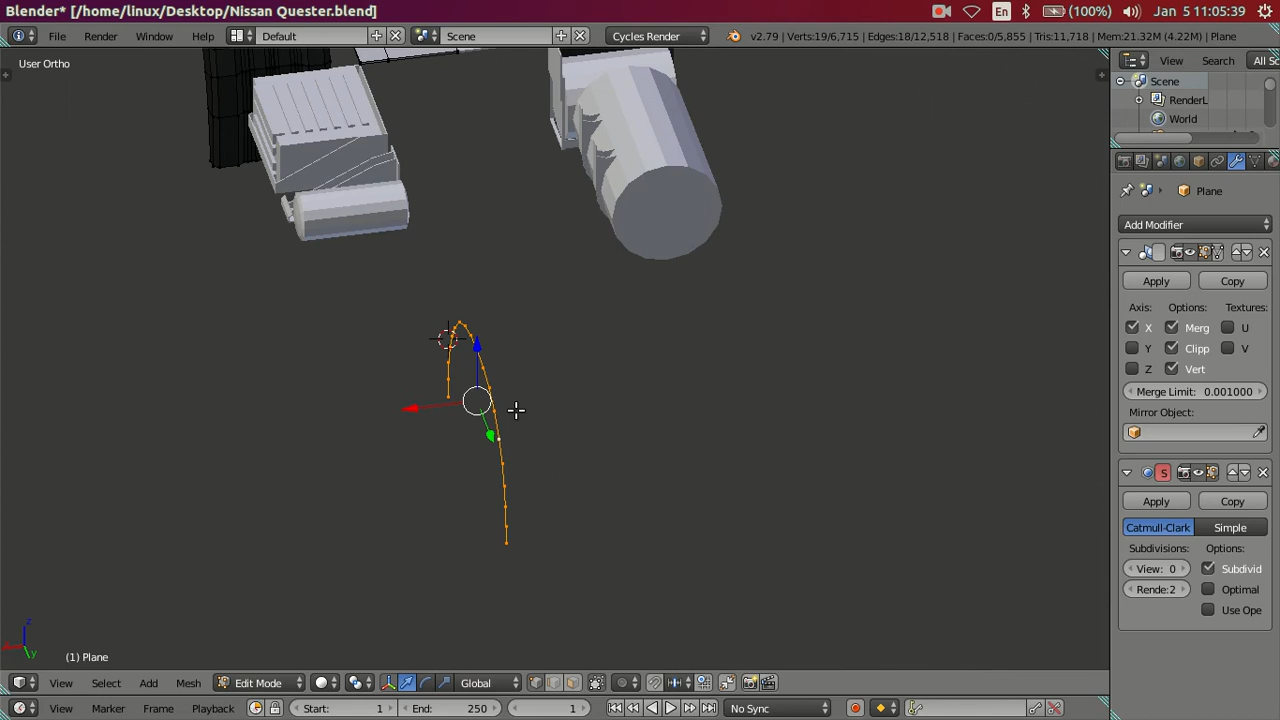 Blender* [/home/linux/Desktop/Nissan Quester.blend]
En (100%) Jan 5 11:05:39
File Render Window Help Default Scene Cycles Render v2.79 | Verts:19/6,715 | Edges:18/12,518 | Faces:0/5,855 | Tris:11,718 | Mem:21.32M (4.22M) | Plane
User Ortho
View Search All Sc
Scene
RenderL
World
Plane
Add Modifier
Apply Copy
Axis: Options: Textures:
X Merg U
Y Clipp V
Z Vert
Merge Limit: 0.001000
Mirror Object:
S
Apply Copy
Catmull-Clark Simple
Subdivisions: Options:
View: 0 Subdivid
Rende: 2 Optimal
Use Ope
z
y
(1) Plane
View Select Add Mesh Edit Mode Global
View Marker Frame Playback Start: 1 End: 250 1 No Sync